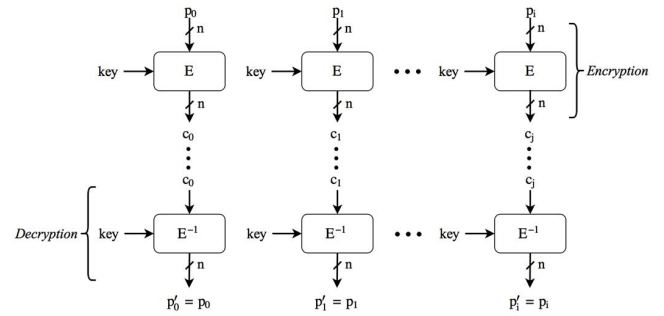 p₀ p₁ pᵢ
n n n
key E key E key E Encryption
n n n
c₀ c₁ cⱼ
c₀ c₁ cⱼ
Decryption key E⁻¹ key E⁻¹ key E⁻¹
n n n
p′₀ = p₀ p′₁ = p₁ p′ᵢ = pᵢ